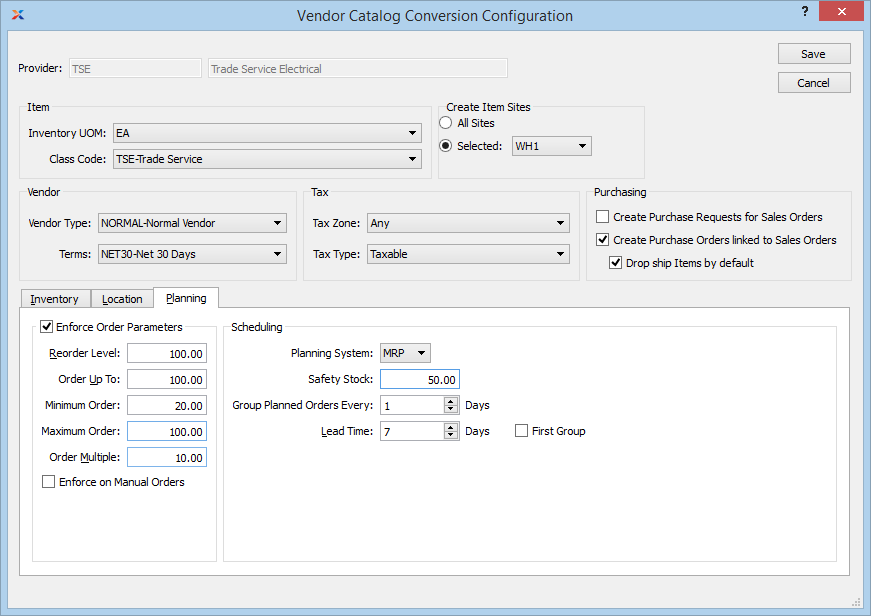 Vendor Catalog Conversion Configuration
?
Provider: TSE Trade Service Electrical
Save
Cancel
Item
Inventory UOM: EA
Class Code: TSE-Trade Service
Create Item Sites
All Sites
Selected: WH1
Vendor
Vendor Type: NORMAL-Normal Vendor
Terms: NET30-Net 30 Days
Tax
Tax Zone: Any
Tax Type: Taxable
Purchasing
Create Purchase Requests for Sales Orders
Create Purchase Orders linked to Sales Orders
Drop ship Items by default
Inventory Location Planning
Enforce Order Parameters
Reorder Level: 100.00
Order Up To: 100.00
Minimum Order: 20.00
Maximum Order: 100.00
Order Multiple: 10.00
Enforce on Manual Orders
Scheduling
Planning System: MRP
Safety Stock: 50.00
Group Planned Orders Every: 1 Days
Lead Time: 7 Days First Group